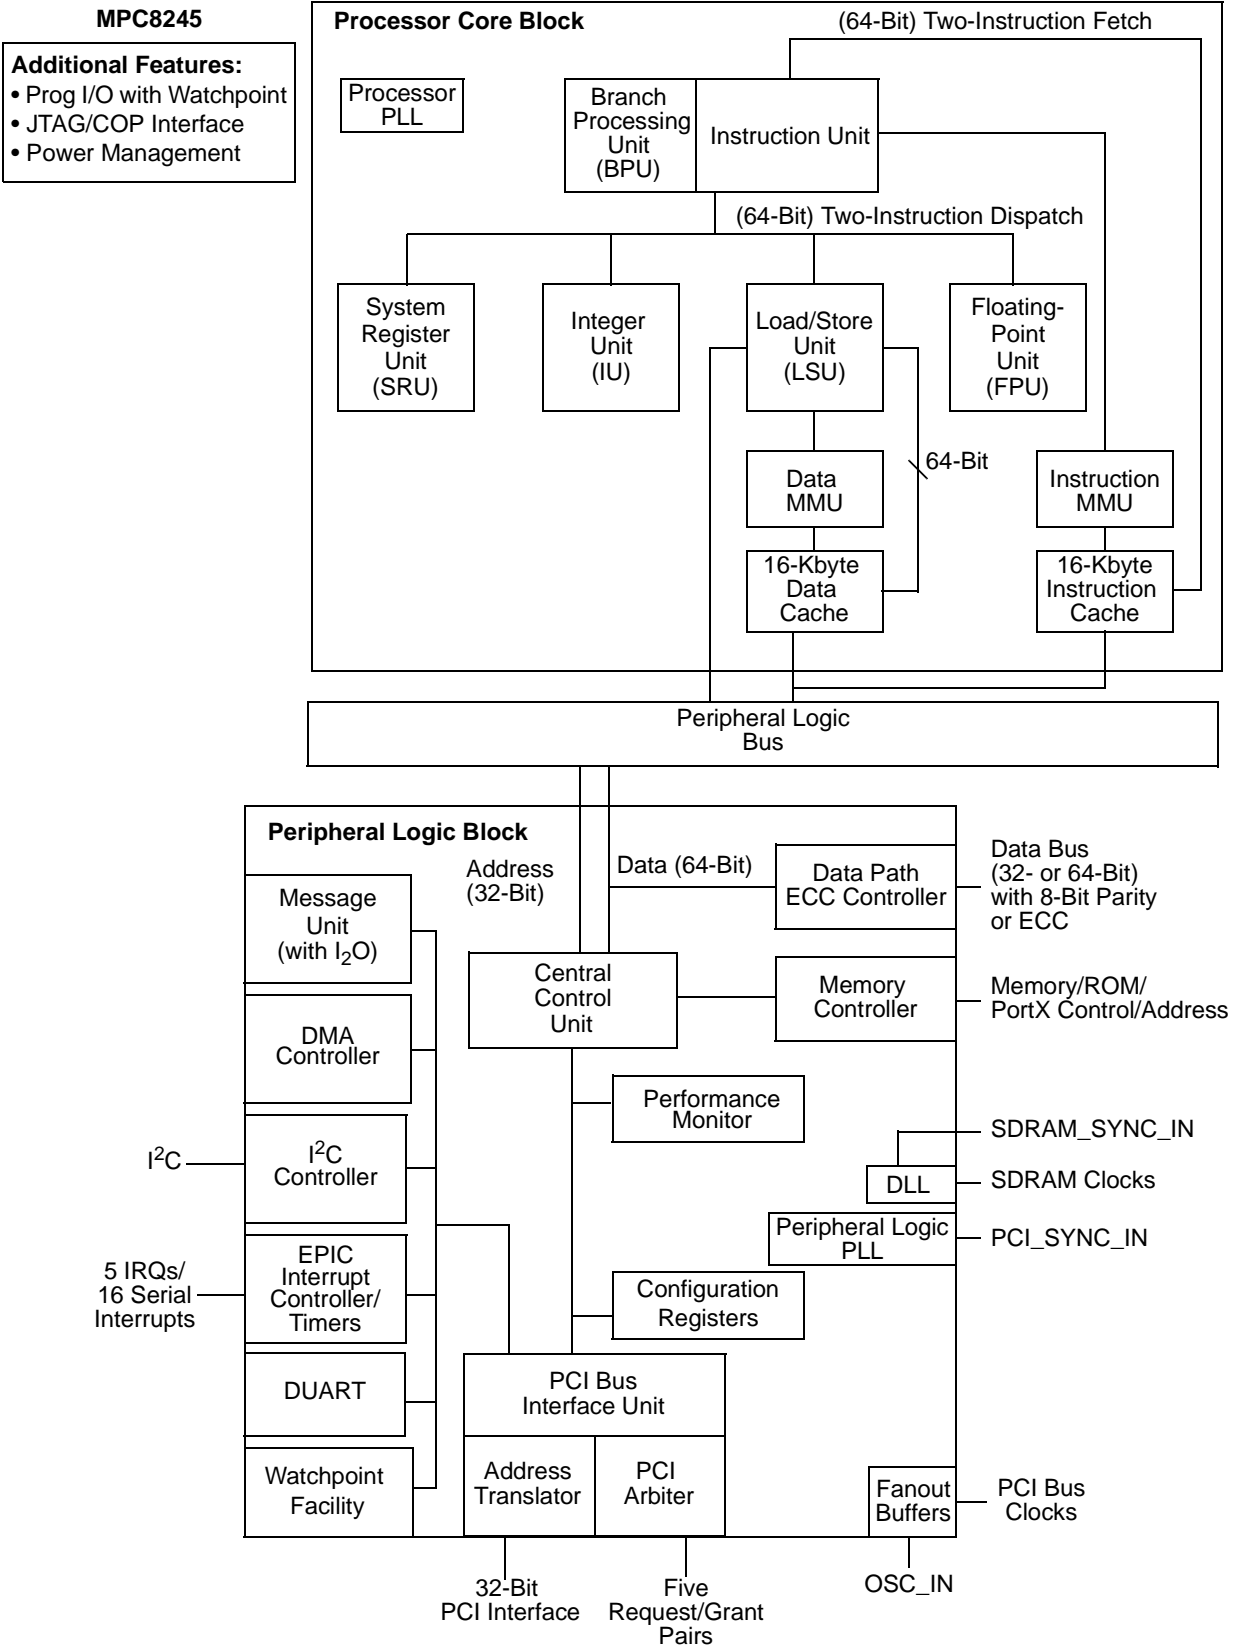 MPC8245
Additional Features:
• Prog I/O with Watchpoint
• JTAG/COP Interface
• Power Management
Processor Core Block
(64-Bit) Two-Instruction Fetch
Processor
PLL
Branch
Processing
Unit
(BPU)
Instruction Unit
(64-Bit) Two-Instruction Dispatch
System
Register
Unit
(SRU)
Integer
Unit
(IU)
Load/Store
Unit
(LSU)
Floating-
Point
Unit
(FPU)
64-Bit
Data
MMU
Instruction
MMU
16-Kbyte
Data
Cache
16-Kbyte
Instruction
Cache
Peripheral Logic
Bus
Peripheral Logic Block
Address
(32-Bit)
Data (64-Bit)
Data Path
ECC Controller
Data Bus
(32- or 64-Bit)
with 8-Bit Parity
or ECC
Message
Unit
(with I₂O)
Central
Control
Unit
Memory
Controller
Memory/ROM/
PortX Control/Address
DMA
Controller
Performance
Monitor
SDRAM_SYNC_IN
I²C
I²C
Controller
DLL
SDRAM Clocks
Peripheral Logic
PLL
PCI_SYNC_IN
5 IRQs/
16 Serial
Interrupts
EPIC
Interrupt
Controller/
Timers
Configuration
Registers
DUART
PCI Bus
Interface Unit
Watchpoint
Facility
Address
Translator
PCI
Arbiter
Fanout
Buffers
PCI Bus
Clocks
32-Bit
PCI Interface
Five
Request/Grant
Pairs
OSC_IN